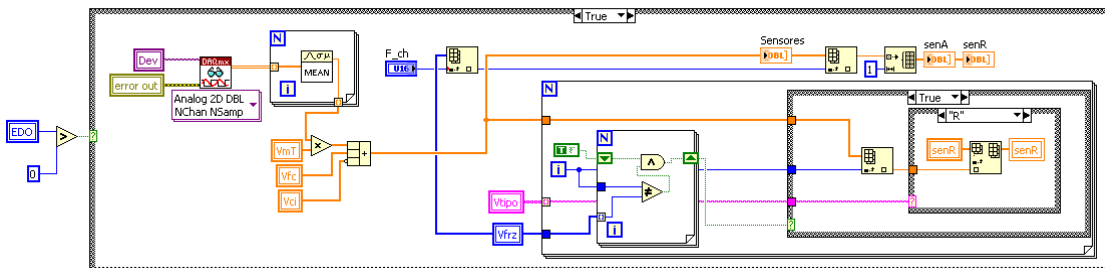 True
Dev
error out
DAQmx
Analog 2D DBL
NChan NSamp
N
MEAN
i
EDO
>
0
VmT
Vfc
Vci
F_ch
U16
Sensores
DBL
1
senA
DBL
senR
DBL
N
N
T
i
Vtipo
Vfrz
i
True
"R"
senR
senR